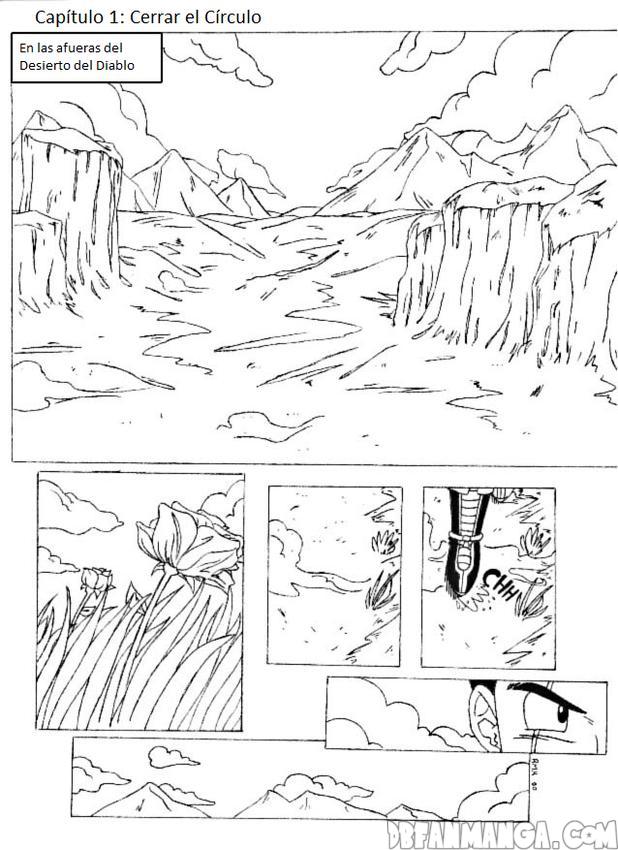 Capítulo 1: Cerrar el Círculo
En las afueras del
Desierto del Diablo
CHH
DBFANMANGA.COM